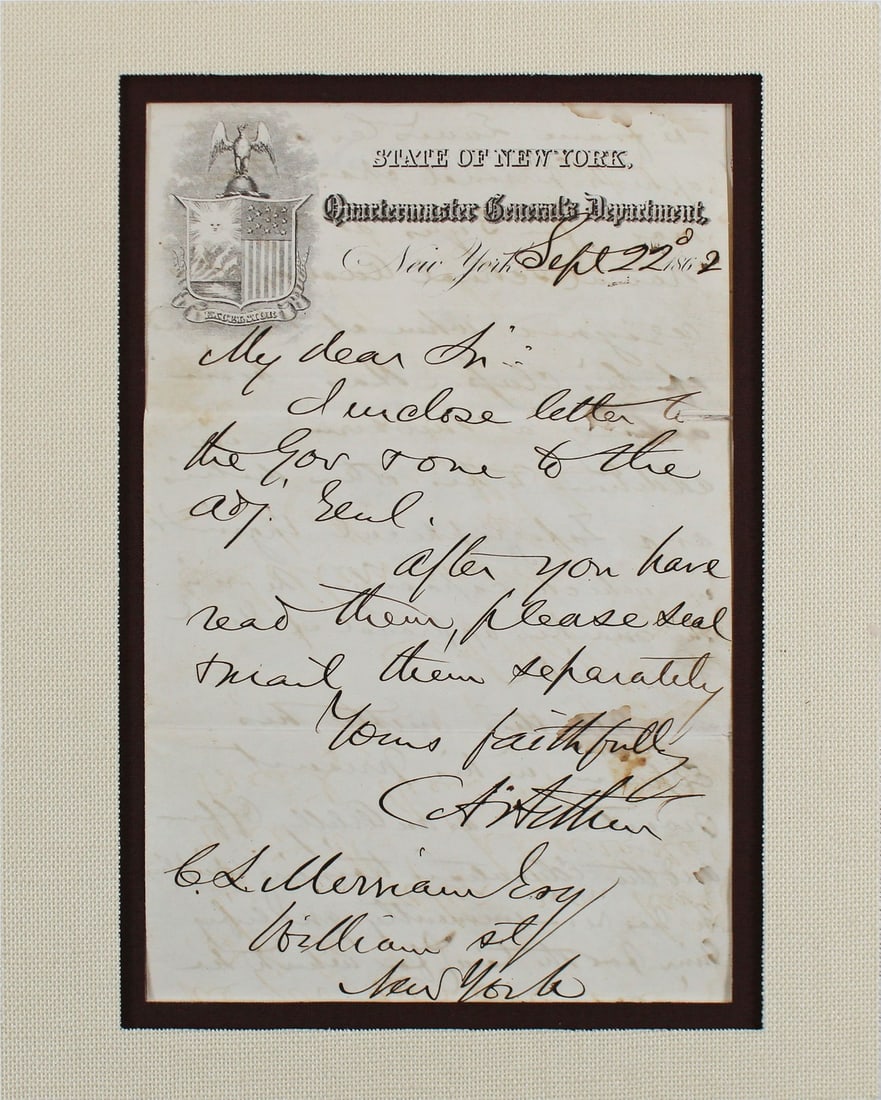 STATE OF NEW YORK,
Quartermaster General's Department,
New York Sept 22d 1862
EXCELSIOR
My dear Sir:
I inclose letter to
the Gov & one to the
Adj. Genl.
After you have
read them, please seal
& mail them separately
Yours faithfully
C A Arthur
C. L. Merriam Esq
William st
New York